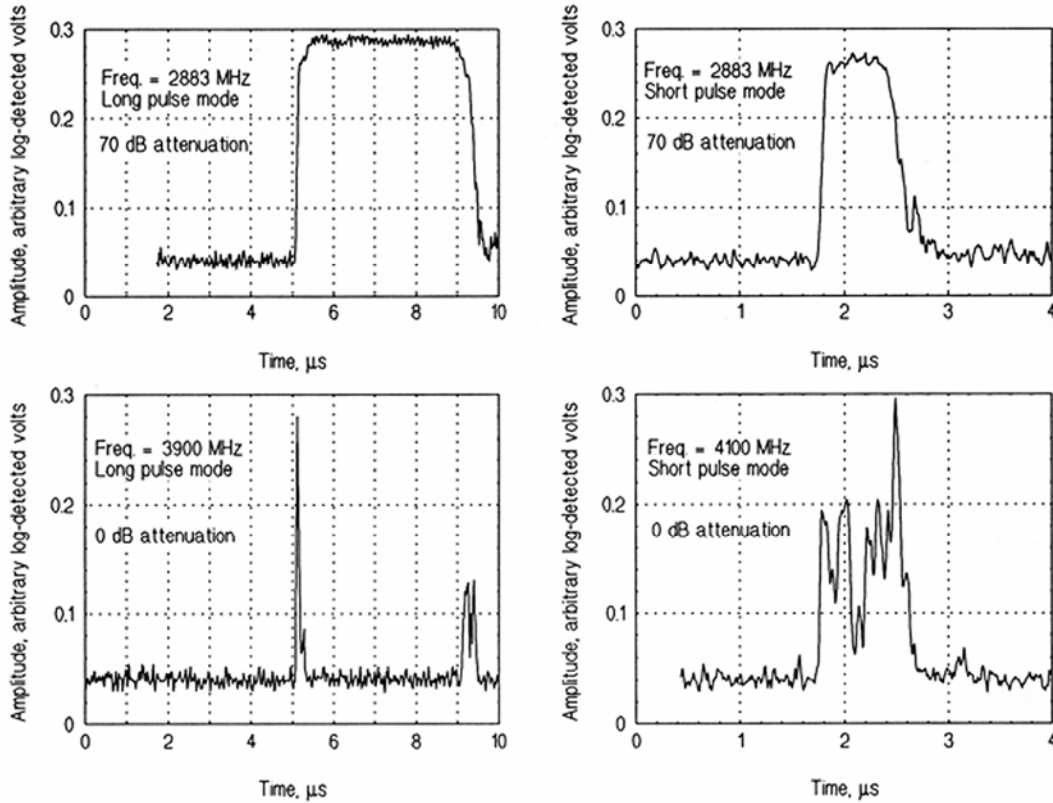 Amplitude, arbitrary log-detected volts
0.3
0.2
0.1
0
Freq. = 2883 MHz
Long pulse mode
70 dB attenuation
0 2 4 6 8 10
Time, μs
Amplitude, arbitrary log-detected volts
0.3
0.2
0.1
0
Freq. = 2883 MHz
Short pulse mode
70 dB attenuation
0 1 2 3 4
Time, μs
Amplitude, arbitrary log-detected volts
0.3
0.2
0.1
0
Freq. = 3900 MHz
Long pulse mode
0 dB attenuation
0 2 4 6 8 10
Time, μs
Amplitude, arbitrary log-detected volts
0.3
0.2
0.1
0
Freq. = 4100 MHz
Short pulse mode
0 dB attenuation
0 1 2 3 4
Time, μs